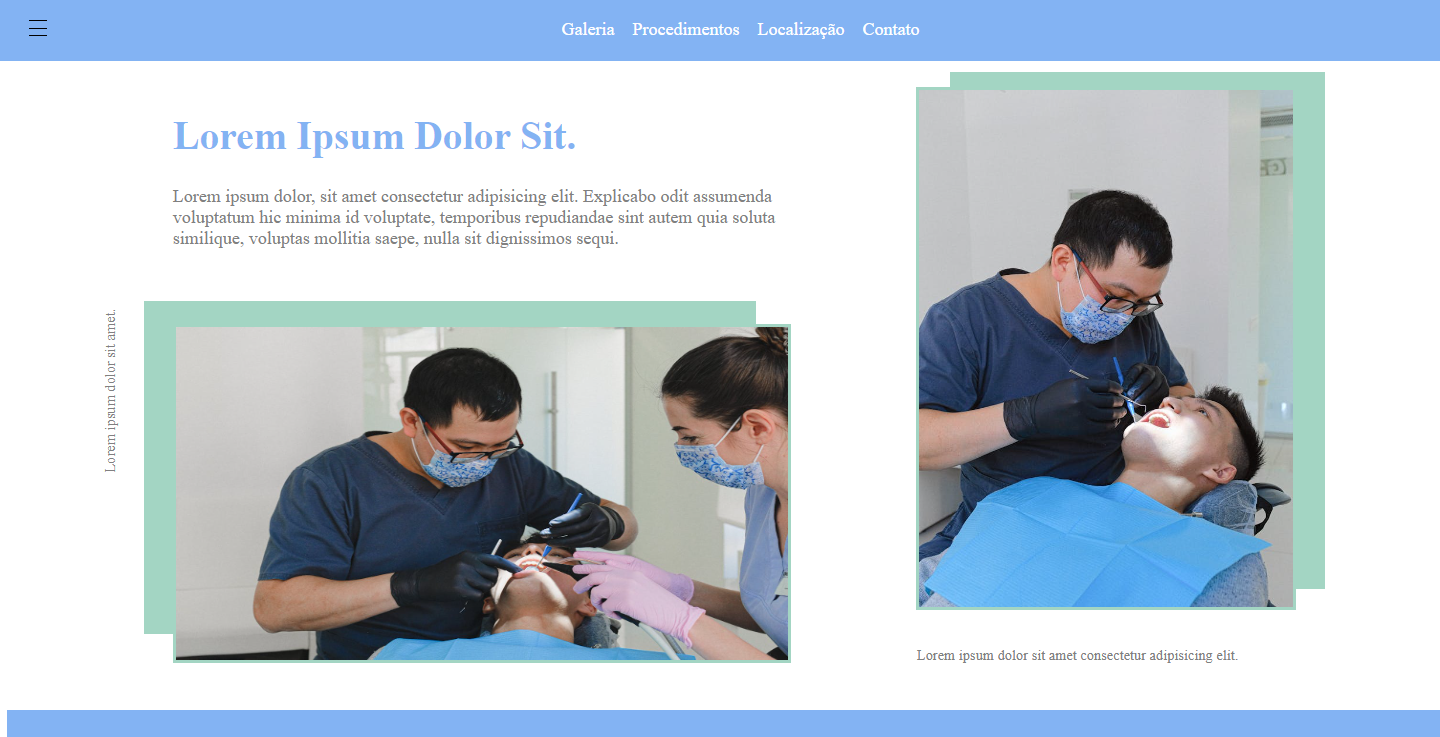 Galeria Procedimentos Localização Contato
Lorem Ipsum Dolor Sit.
Lorem ipsum dolor, sit amet consectetur adipisicing elit. Explicabo odit assumenda
voluptatum hic minima id voluptate, temporibus repudiandae sint autem quia soluta
similique, voluptas mollitia saepe, nulla sit dignissimos sequi.
Lorem ipsum dolor sit amet.
Lorem ipsum dolor sit amet consectetur adipisicing elit.